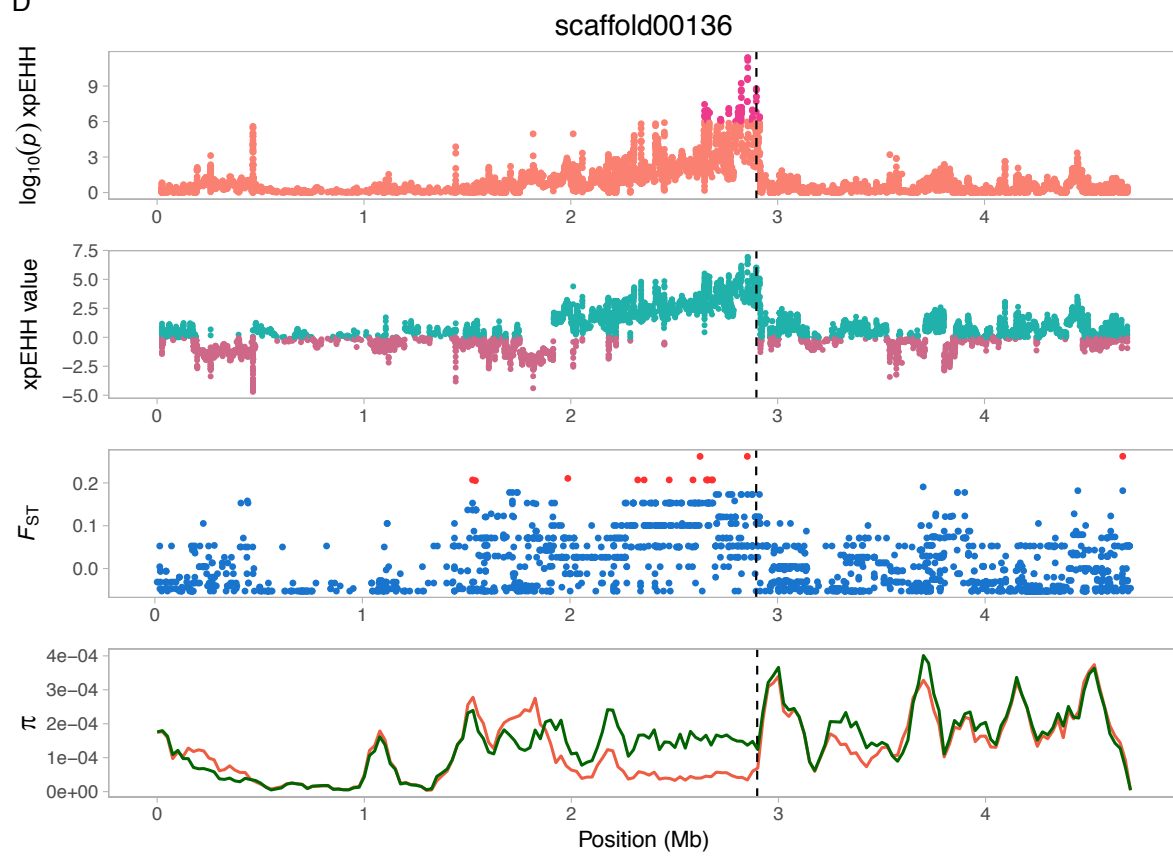 D
scaffold00136
log₁₀(p) xpEHH
9
6
3
0
0 1 2 3 4
xpEHH value
7.5
5.0
2.5
0.0
−2.5
−5.0
0 1 2 3 4
F_ST
0.2
0.1
0.0
0 1 2 3 4
π
4e−04
3e−04
2e−04
1e−04
0e+00
0 1 2 3 4
Position (Mb)